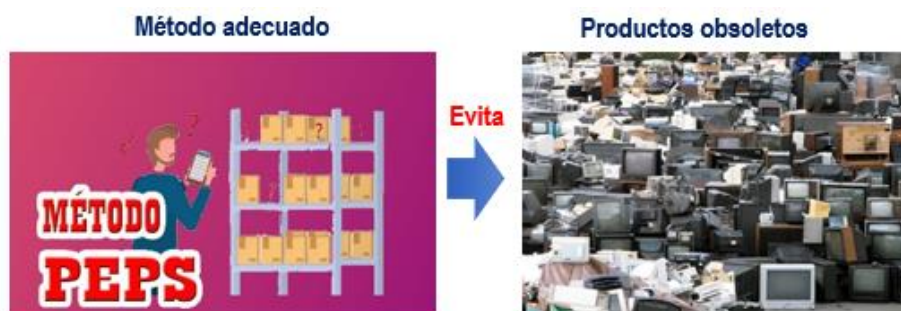 Método adecuado
Productos obsoletos
Evita
MÉTODO
PEPS
?
?
?
?